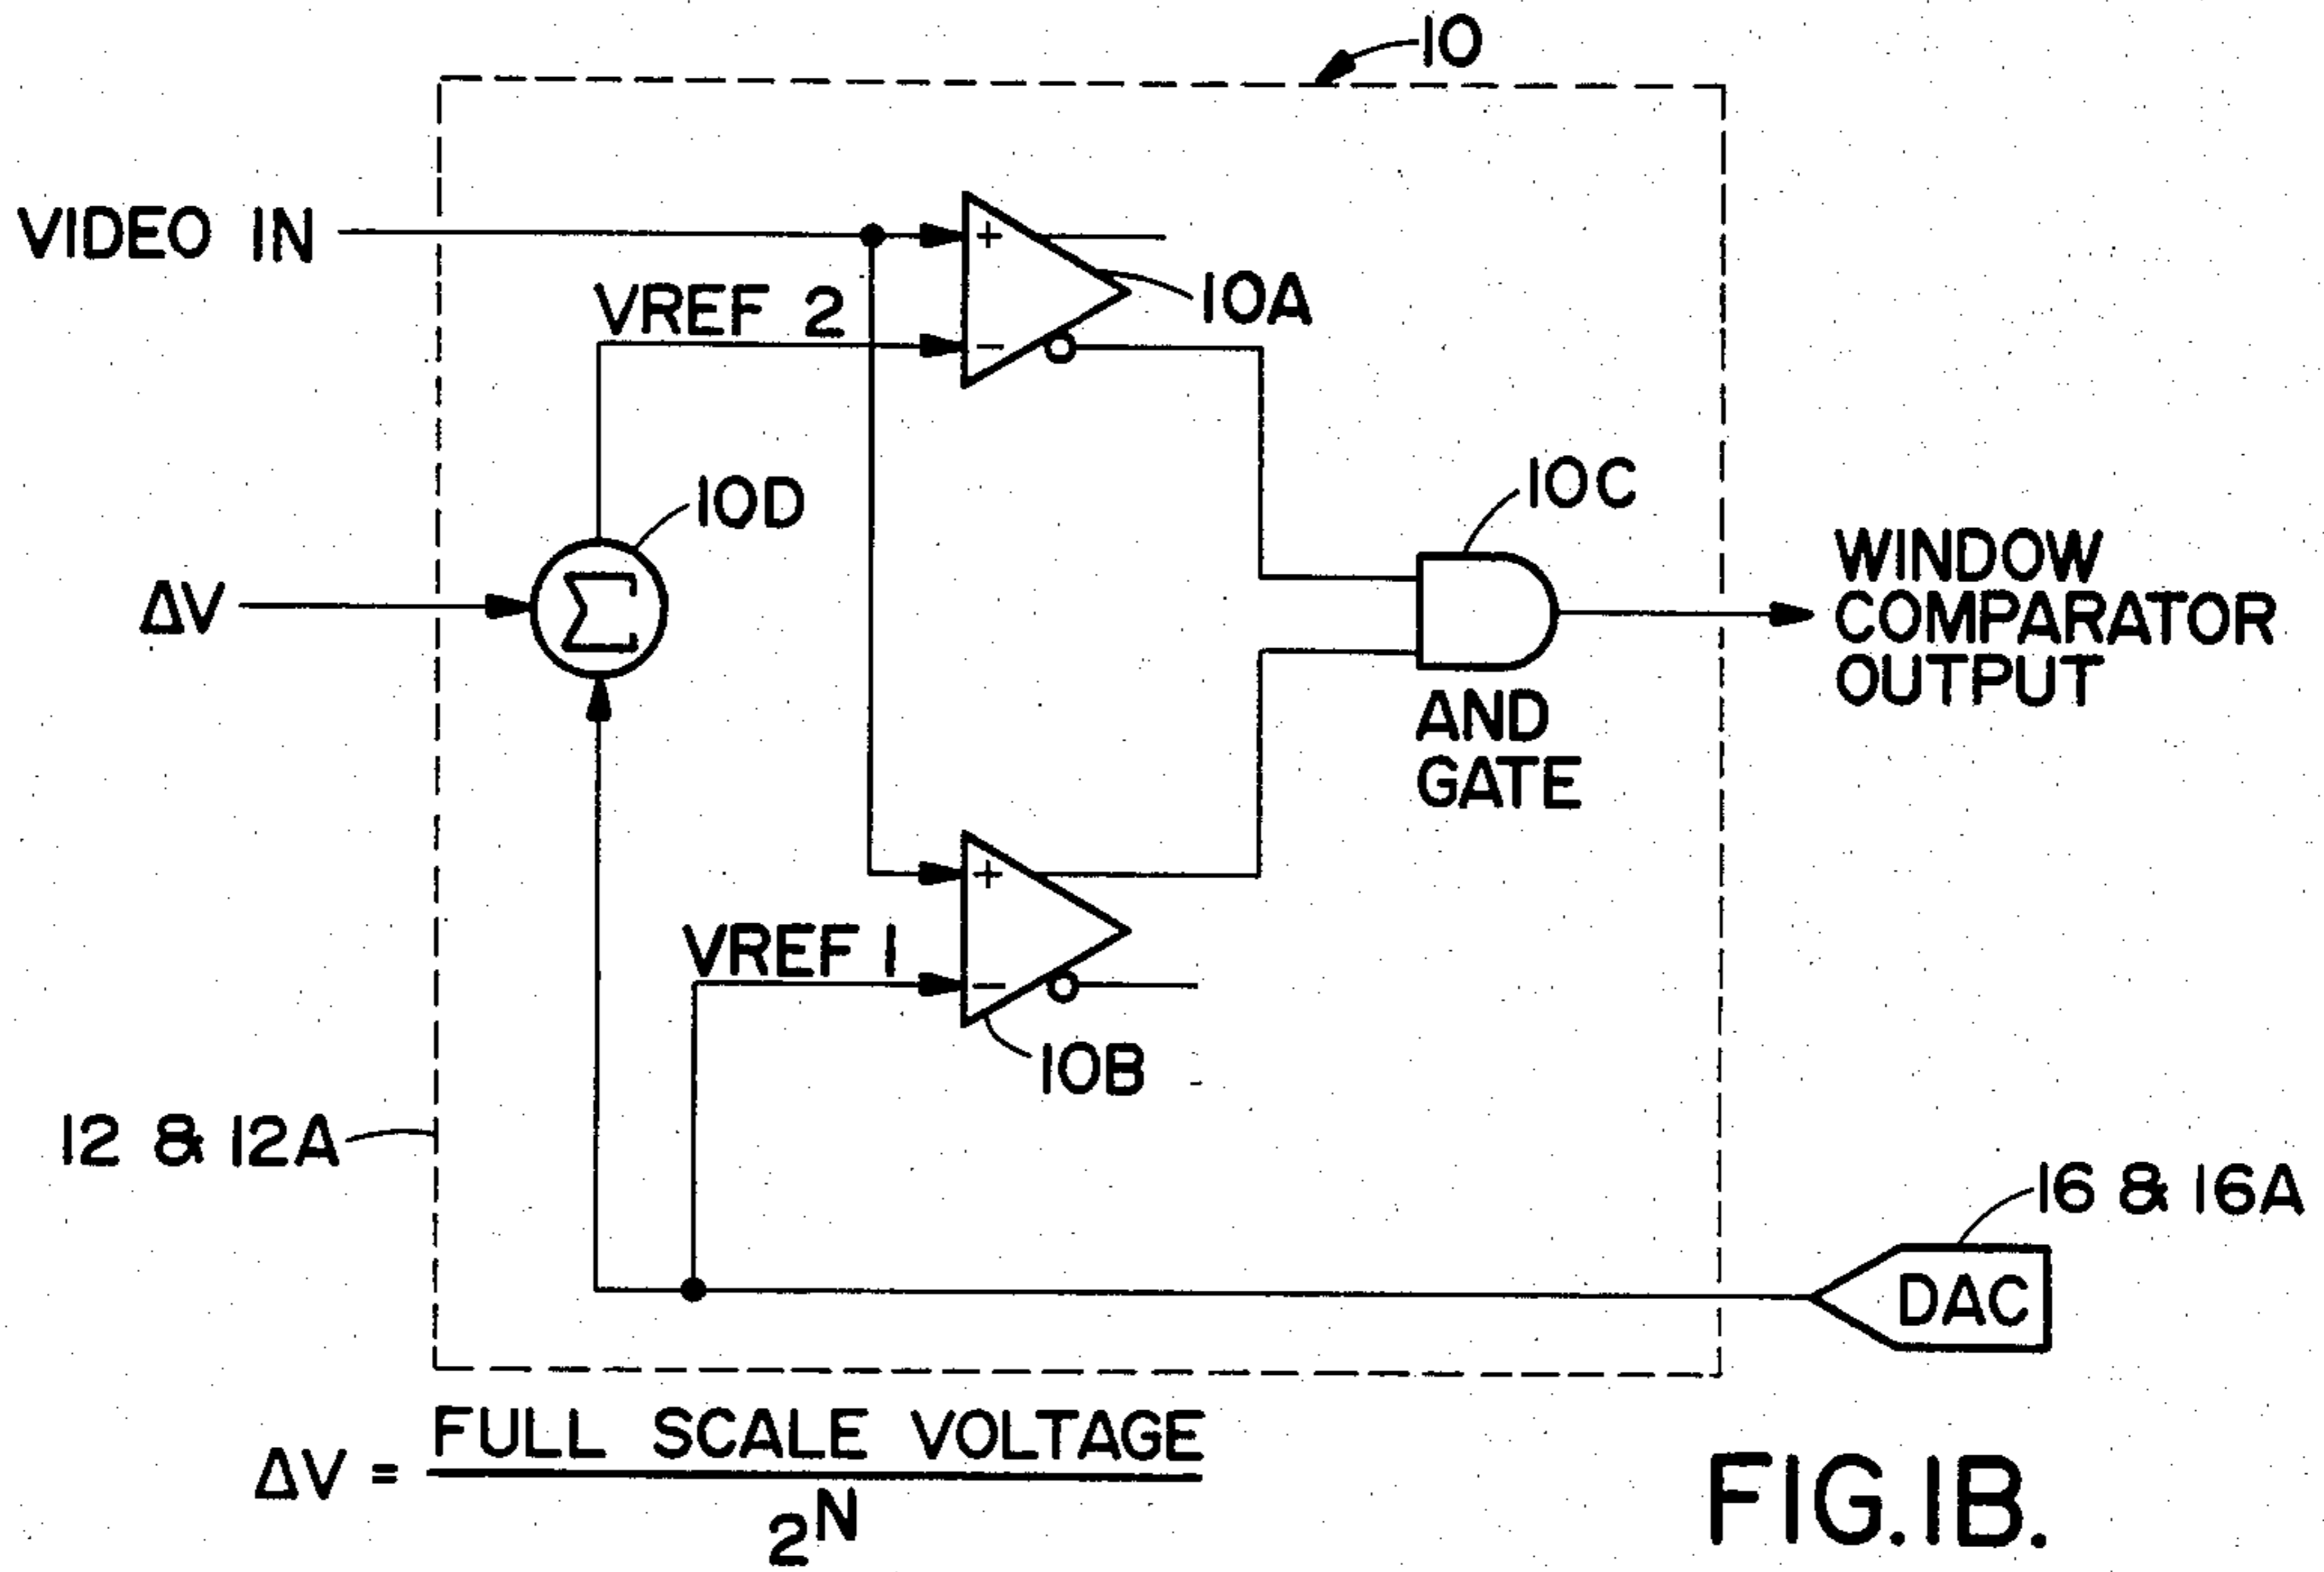 10
VIDEO IN
+
10A
VREF 2
−
10D
10C
ΔV
Σ
WINDOW
COMPARATOR
OUTPUT
AND
GATE
+
VREF 1
−
10B
12 & 12A
16 & 16A
DAC
ΔV = FULL SCALE VOLTAGE
2^N
FIG.1B.